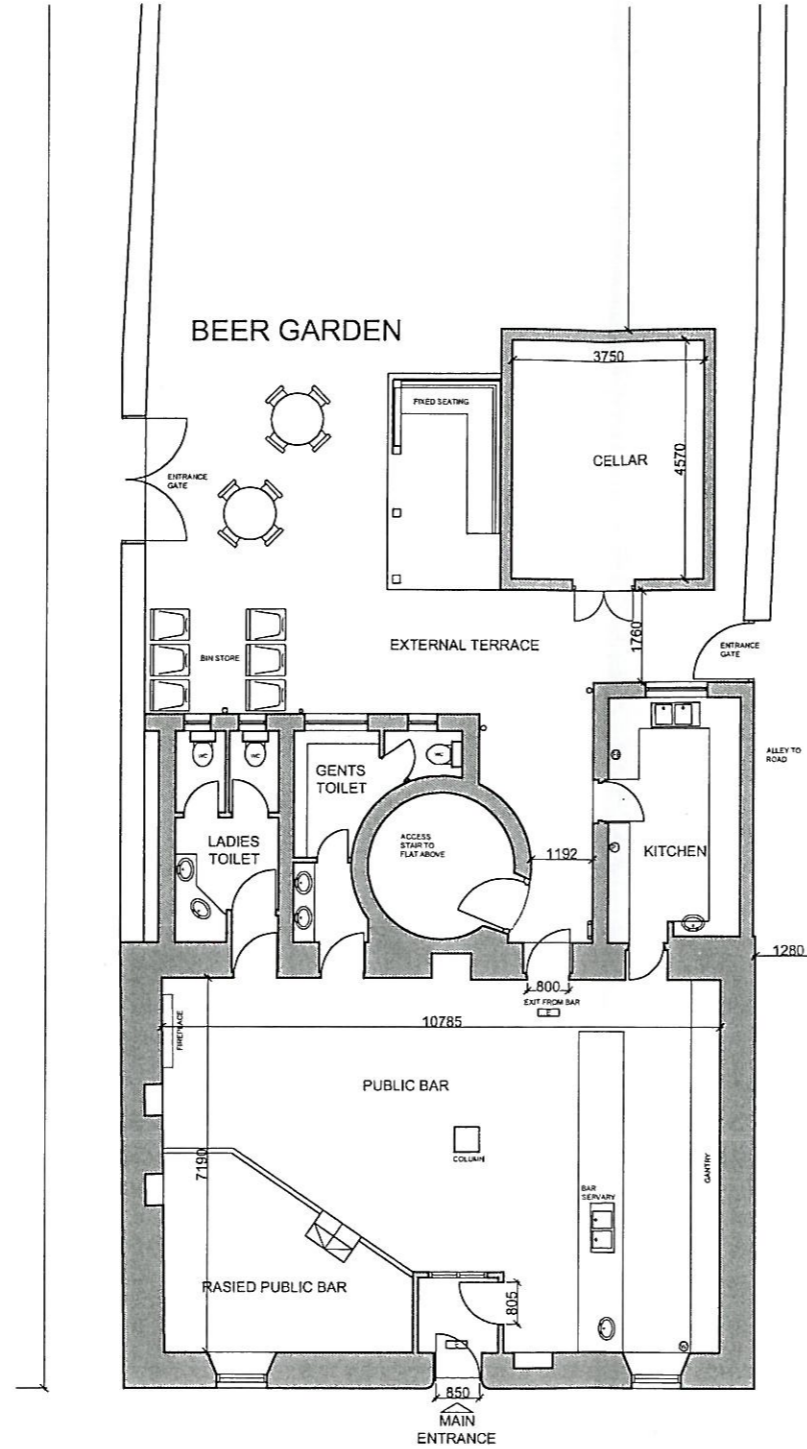 BEER GARDEN
3750
FIXED SEATING
CELLAR
4570
ENTRANCE
GATE
EXTERNAL TERRACE
1760
BIN STORE
ENTRANCE
GATE
GENTS
TOILET
ALLEY TO
ROAD
LADIES
TOILET
ACCESS
STAIR TO
FLAT ABOVE
1192
KITCHEN
1280
800
EXIT FROM BAR
E
10785
FIREPLACE
PUBLIC BAR
COLUMN
7190
GANTRY
BAR
SERVARY
RASIED PUBLIC BAR
805
E
850
MAIN
ENTRANCE